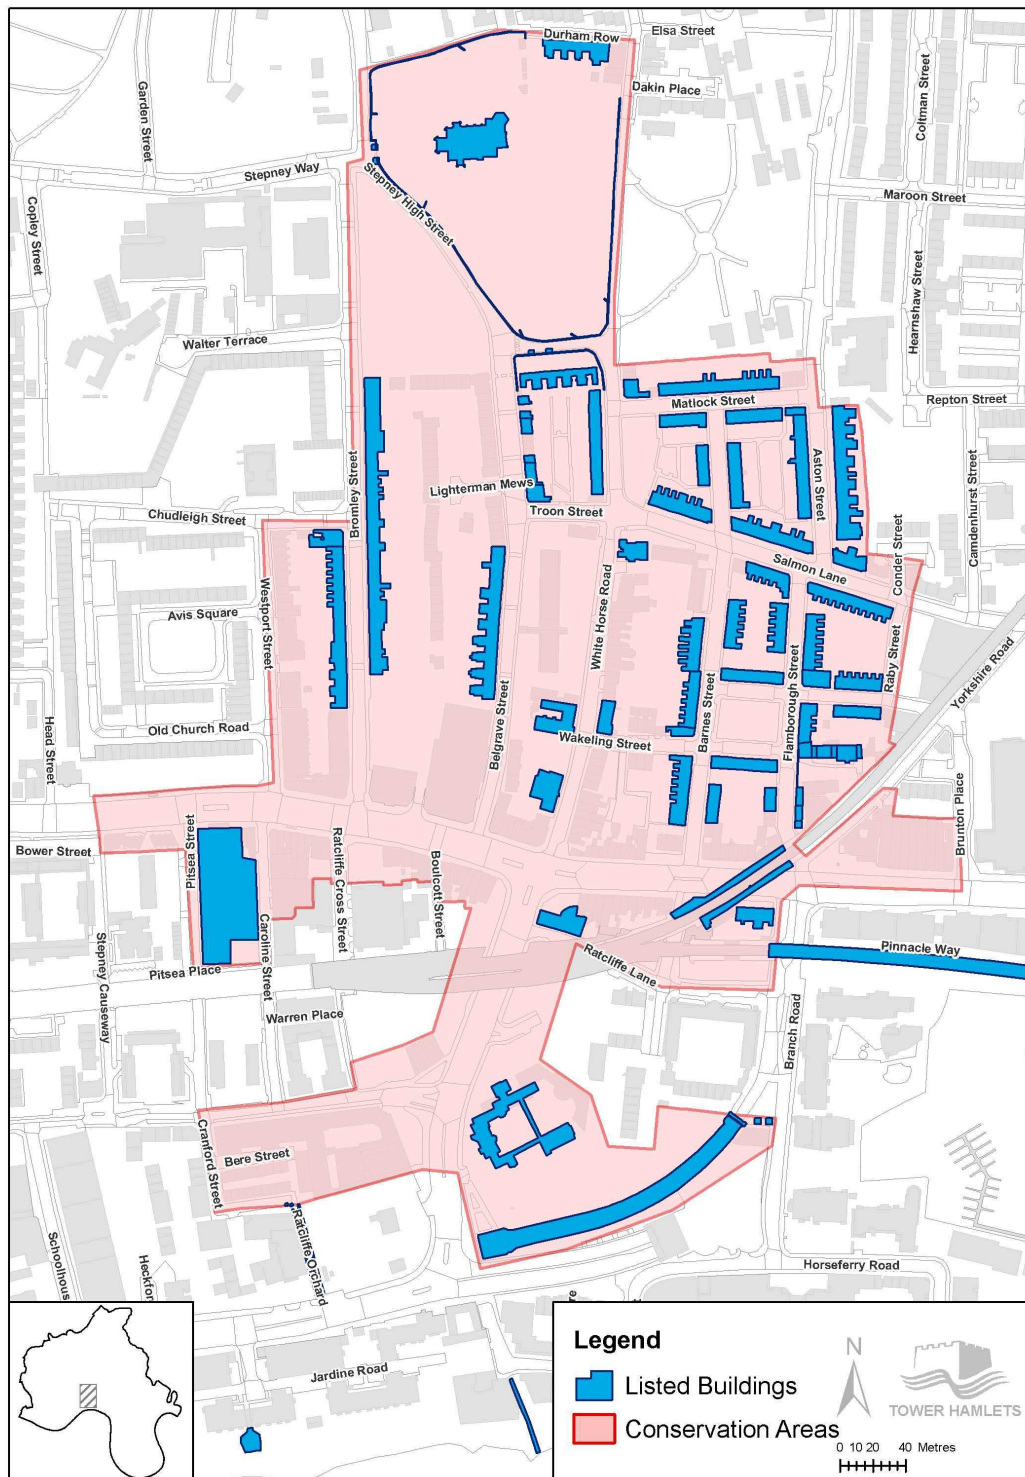 Durham Row
Elsa Street
Dakin Place
Garden Street
Coltman Street
Stepney Way
Stepney High Street
Maroon Street
Copley Street
Hearnshaw Street
Walter Terrace
Repton Street
Matlock Street
Aston Street
Bromley Street
Lighterman Mews
Troon Street
Chudleigh Street
Camdenhurst Street
Conder Street
Salmon Lane
Westport Street
Avis Square
White Horse Road
Raby Street
Yorkshire Road
Head Street
Old Church Road
Belgrave Street
Wakeling Street
Barnes Street
Flamborough Street
Brunton Place
Bower Street
Pitsea Street
Ratcliffe Cross Street
Boulcott Street
Caroline Street
Stepney Causeway
Pitsea Place
Ratcliffe Lane
Pinnacle Way
Warren Place
Branch Road
Cranford Street
Bere Street
Ratcliffe Orchard
Schoolhous
Heckfor
Horseferry Road
re
Jardine Road
Legend
Listed Buildings
Conservation Areas
N
TOWER HAMLETS
0 10 20 40 Metres